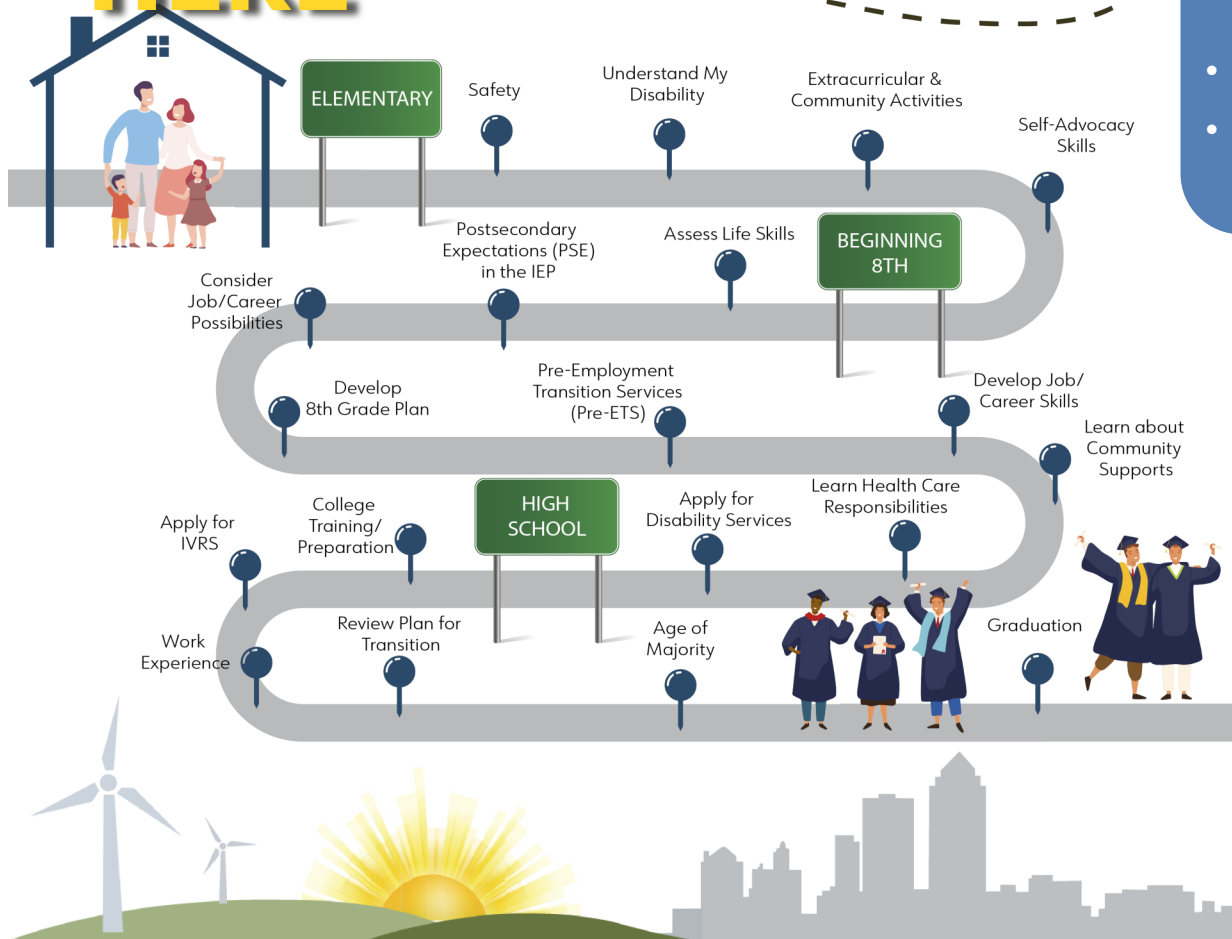 HERE
ELEMENTARY
Safety
Understand My
Disability
Extracurricular &
Community Activities
Self-Advocacy
Skills
BEGINNING
8TH
Assess Life Skills
Postsecondary
Expectations (PSE)
in the IEP
Consider
Job/Career
Possibilities
Develop
8th Grade Plan
Pre-Employment
Transition Services
(Pre-ETS)
Develop Job/
Career Skills
Learn about
Community
Supports
Learn Health Care
Responsibilities
Apply for
Disability Services
HIGH
SCHOOL
College
Training/
Preparation
Apply for
IVRS
Work
Experience
Review Plan for
Transition
Age of
Majority
Graduation